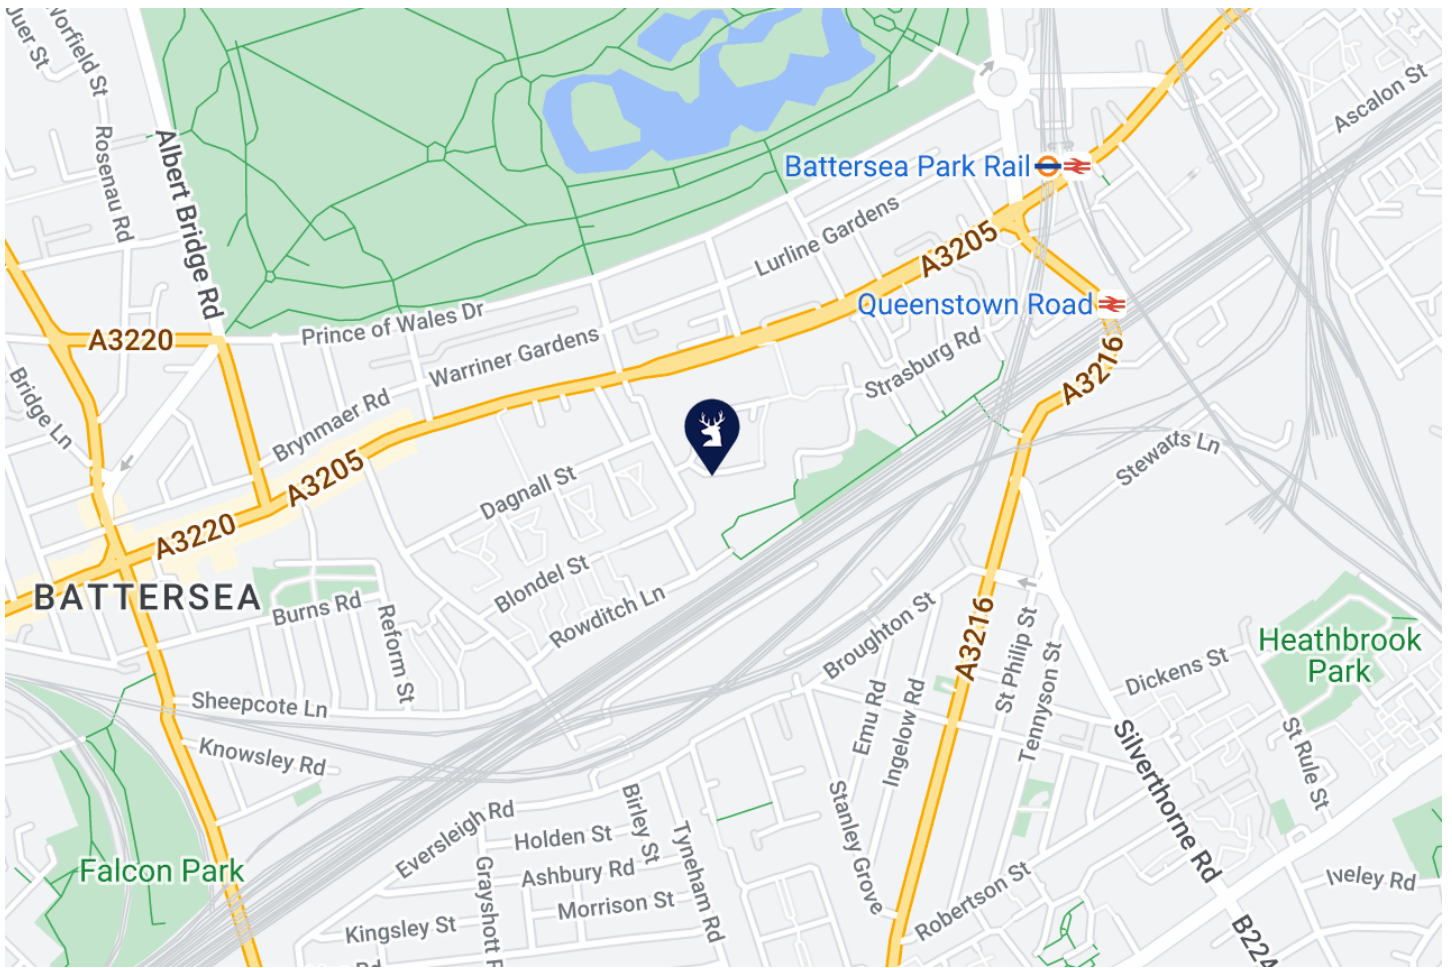 Worfield St
Rosenau Rd
Albert Bridge Rd
Ascalon St
Battersea Park Rail
Lurline Gardens
A3205
Queenstown Road
Prince of Wales Dr
A3220
Warriner Gardens
Strasburg Rd
A3216
Bridge Ln
Brynmaer Rd
A3205
Stewarts Ln
Dagnall St
A3220
BATTERSEA
Blondel St
Burns Rd
Rowditch Ln
Reform St
Broughton St
A3216
St Philip St
Tennyson St
Heathbrook
Park
Dickens St
Sheepcote Ln
Knowsley Rd
Emu Rd
Ingelow Rd
Silverthorne Rd
St Rule St
Eversleigh Rd
Holden St
Birley St
Tyneham Rd
Stanley Grove
Falcon Park
Grayshott R
Ashbury Rd
Morrison St
Kingsley St
Robertson St
Iveley Rd
B224